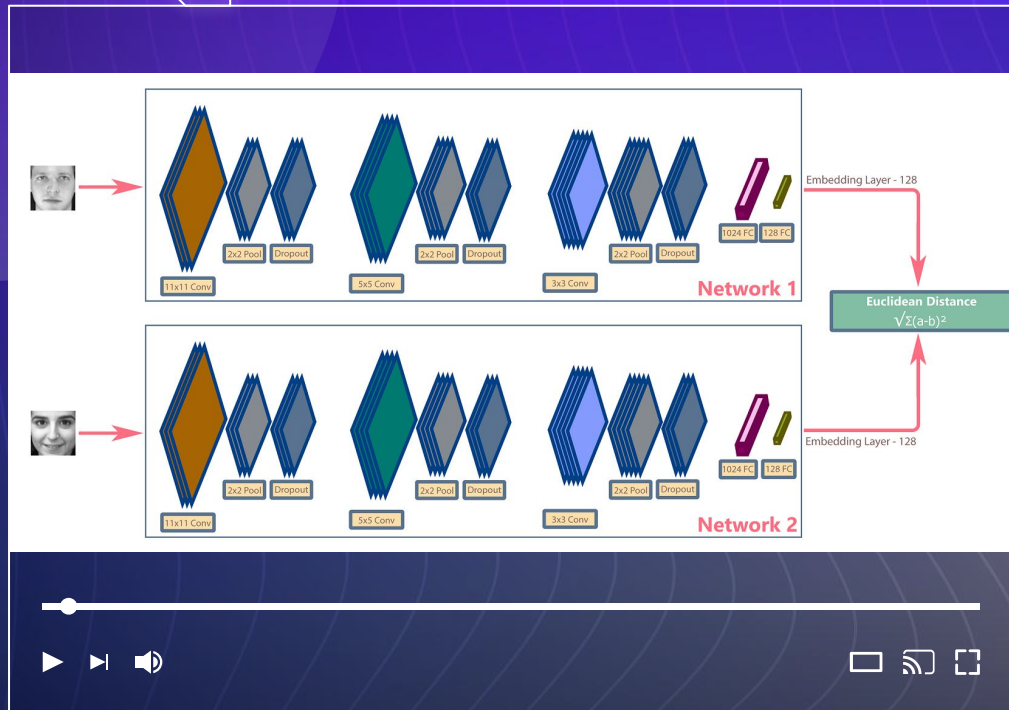 Embedding Layer - 128
2x2 Pool
Dropout
2x2 Pool
Dropout
2x2 Pool
Dropout
1024 FC
128 FC
11x11 Conv
5x5 Conv
3x3 Conv
Network 1
Euclidean Distance
√Σ(a-b)²
Embedding Layer - 128
2x2 Pool
Dropout
2x2 Pool
Dropout
2x2 Pool
Dropout
1024 FC
128 FC
11x11 Conv
5x5 Conv
3x3 Conv
Network 2